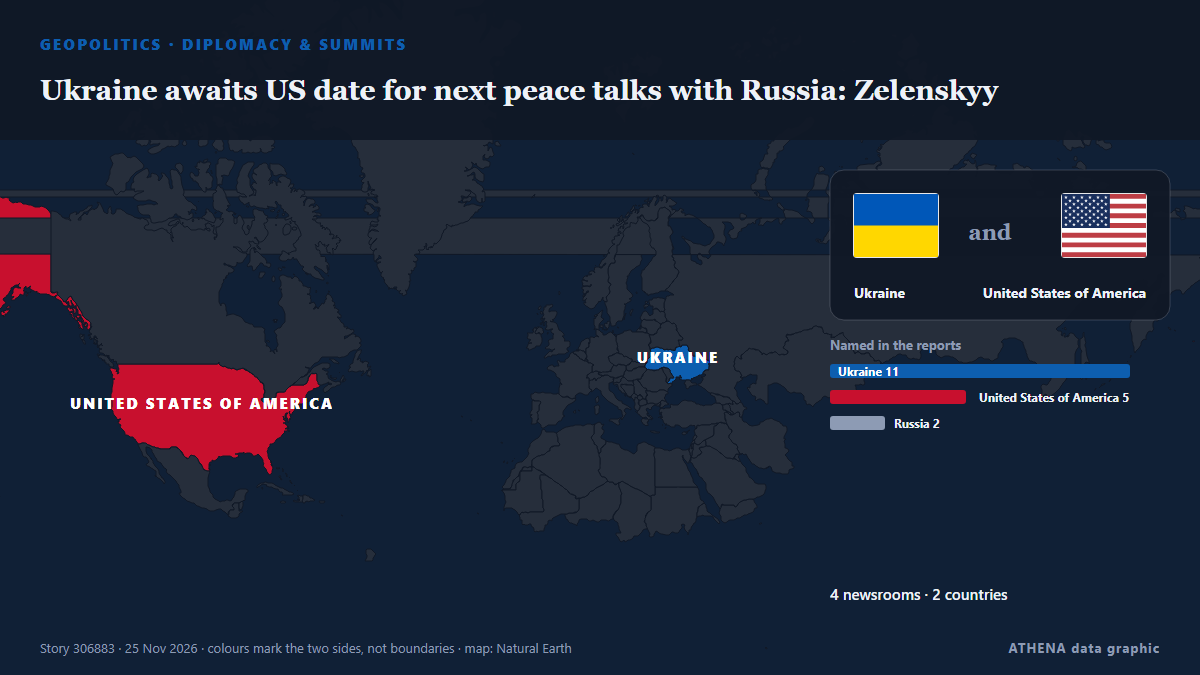 GEOPOLITICS · DIPLOMACY & SUMMITS
Ukraine awaits US date for next peace talks with Russia: Zelenskyy
and
Ukraine
United States of America
Named in the reports
Ukraine 11
United States of America 5
Russia 2
UKRAINE
UNITED STATES OF AMERICA
4 newsrooms · 2 countries
Story 306883 · 25 Nov 2026 · colours mark the two sides, not boundaries · map: Natural Earth
ATHENA data graphic